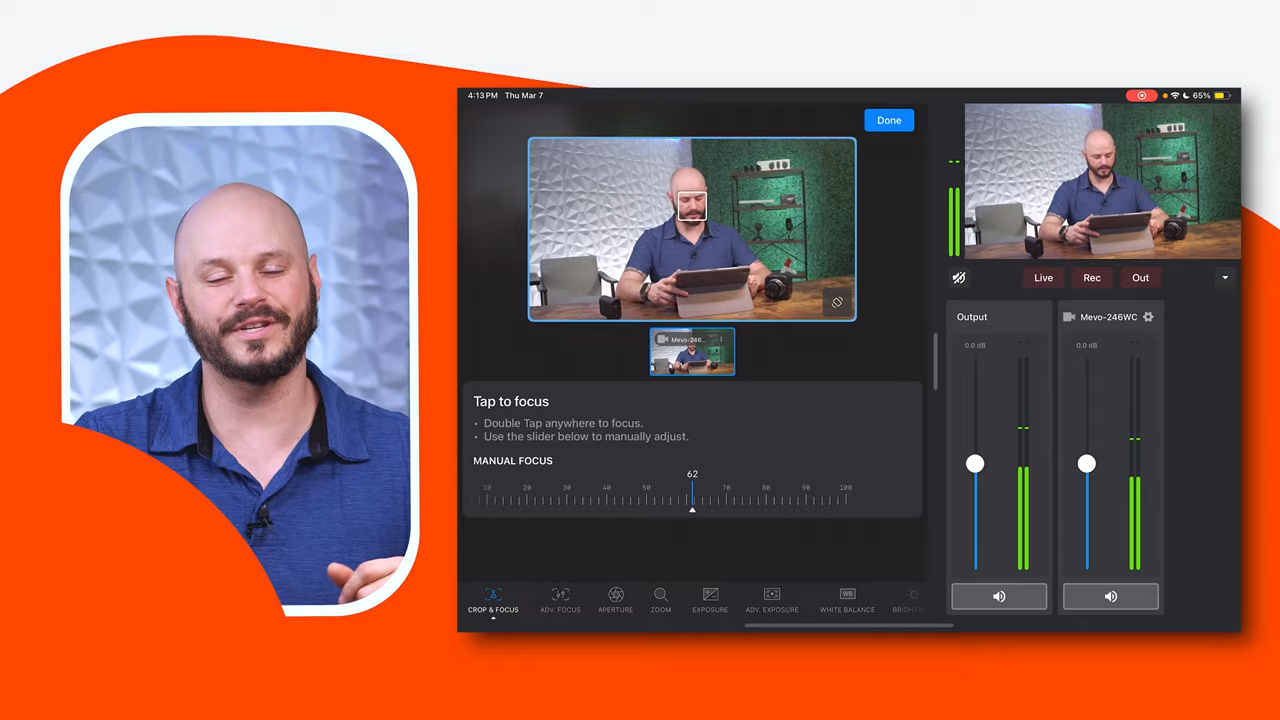 4:13 PM Thu Mar 7
65%
Done
Mevo-246...
Tap to focus
• Double Tap anywhere to focus.
• Use the slider below to manually adjust.
MANUAL FOCUS
62
10 20 30 40 50 70 80 90 100
CROP & FOCUS
ADV. FOCUS
APERTURE
ZOOM
EXPOSURE
ADV. EXPOSURE
WB
WHITE BALANCE
Live
Rec
Out
Output
0.0 dB
Mevo-246WC
0.0 dB